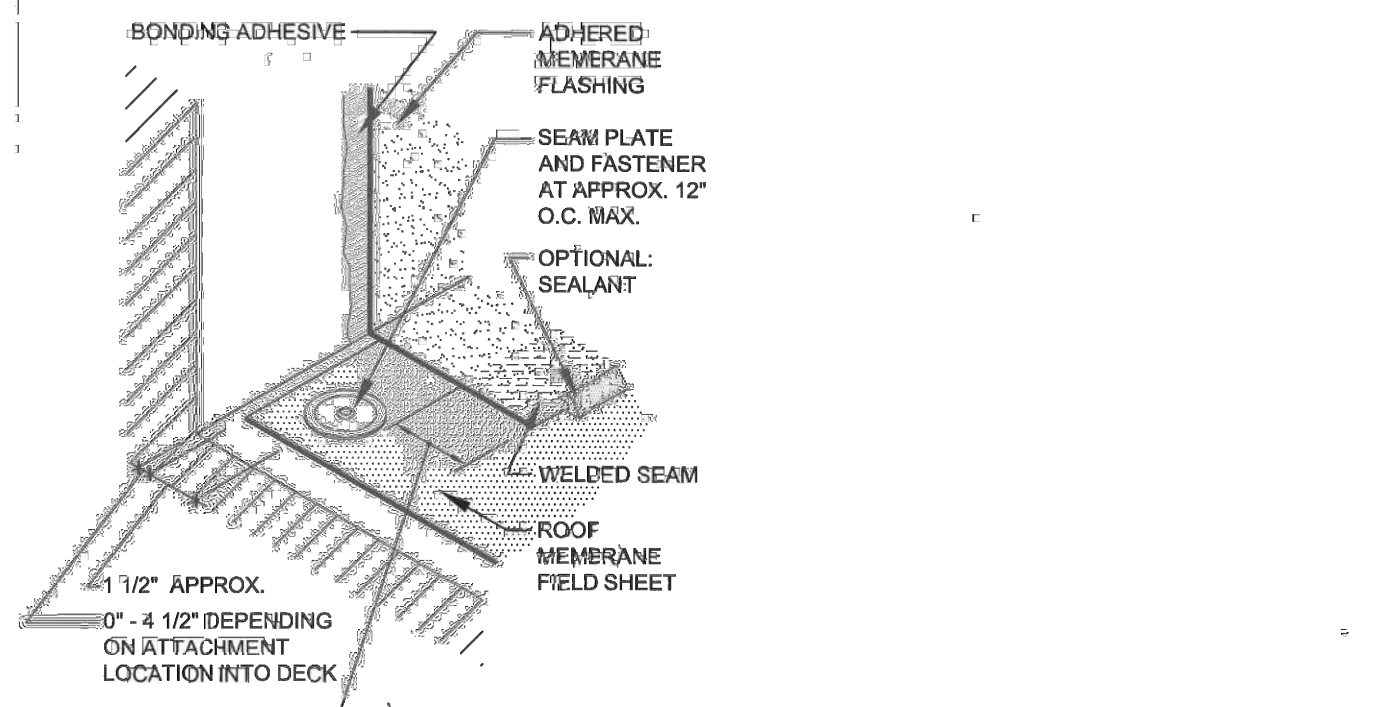 BONDING ADHESIVE
ADHERED
MEMERANE
FLASHING
SEAM PLATE
AND FASTENER
AT APPROX. 12"
O.C. MAX.
OPTIONAL:
SEALANT
WELDED SEAM
ROOF
MEMERANE
FIELD SHEET
1 1/2" APPROX.
0" - 4 1/2" DEPENDING
ON ATTACHMENT
LOCATION INTO DECK